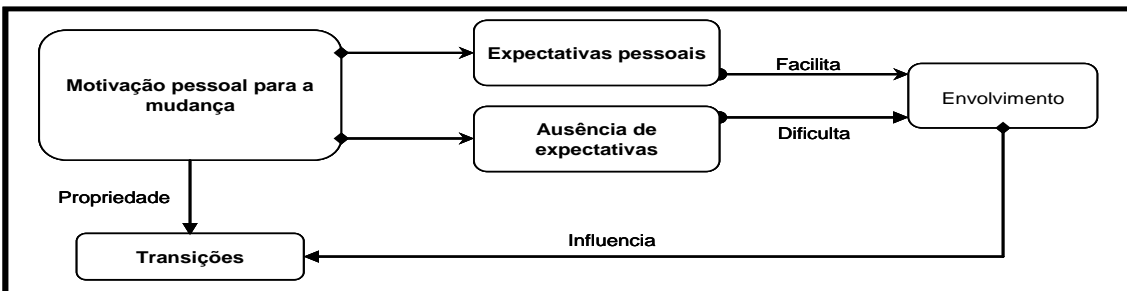 Motivação pessoal para a
mudança
Expectativas pessoais
Facilita
Envolvimento
Ausência de
expectativas
Dificulta
Propriedade
Transições
Influencia